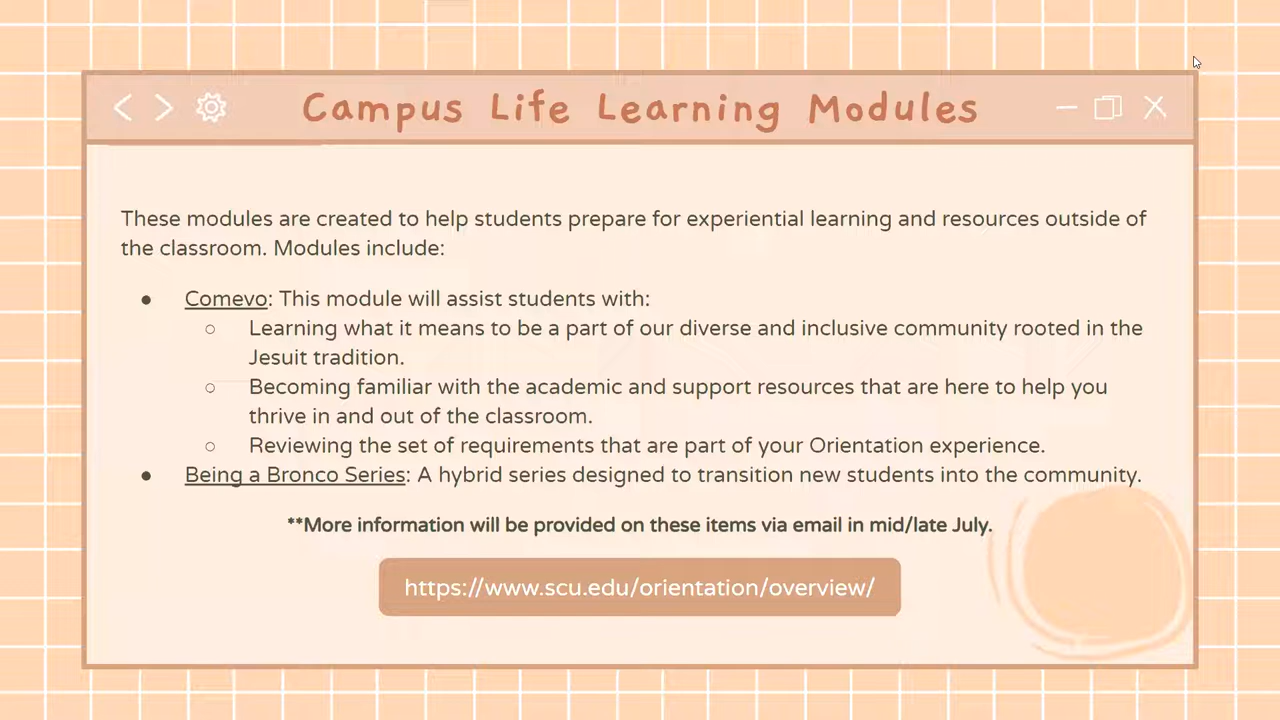 Campus Life Learning Modules
These modules are created to help students prepare for experiential learning and resources outside of
the classroom. Modules include:
● Comevo: This module will assist students with:
○ Learning what it means to be a part of our diverse and inclusive community rooted in the
Jesuit tradition.
○ Becoming familiar with the academic and support resources that are here to help you
thrive in and out of the classroom.
○ Reviewing the set of requirements that are part of your Orientation experience.
● Being a Bronco Series: A hybrid series designed to transition new students into the community.
**More information will be provided on these items via email in mid/late July.
https://www.scu.edu/orientation/overview/